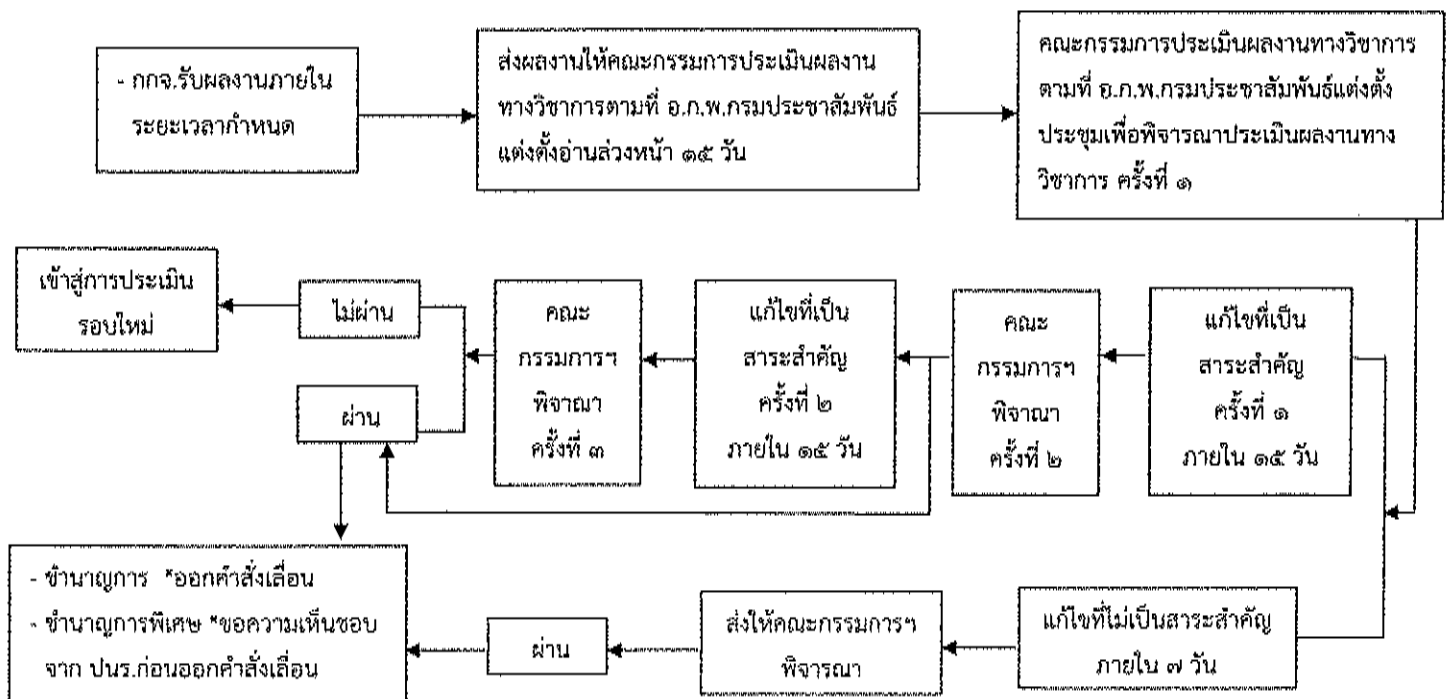 - กกจ.รับผลงานภายใน
ระยะเวลากำหนด
ส่งผลงานให้คณะกรรมการประเมินผลงาน
ทางวิชาการตามที่ อ.ก.พ.กรมประชาสัมพันธ์
แต่งตั้งอ่านล่วงหน้า ๑๕ วัน
คณะกรรมการประเมินผลงานทางวิชาการ
ตามที่ อ.ก.พ.กรมประชาสัมพันธ์แต่งตั้ง
ประชุมเพื่อพิจารณาประเมินผลงานทาง
วิชาการ ครั้งที่ ๑
แก้ไขที่เป็น
สาระสำคัญ
ครั้งที่ ๑
ภายใน ๑๕ วัน
คณะ
กรรมการฯ
พิจาณา
ครั้งที่ ๒
แก้ไขที่เป็น
สาระสำคัญ
ครั้งที่ ๒
ภายใน ๑๕ วัน
คณะ
กรรมการฯ
พิจาณา
ครั้งที่ ๓
ไม่ผ่าน
เข้าสู่การประเมิน
รอบใหม่
ผ่าน
แก้ไขที่ไม่เป็นสาระสำคัญ
ภายใน ๗ วัน
ส่งให้คณะกรรมการฯ
พิจารณา
ผ่าน
- ชำนาญการ *ออกคำสั่งเลื่อน
- ชำนาญการพิเศษ *ขอความเห็นชอบ
จาก ปนร.ก่อนออกคำสั่งเลื่อน